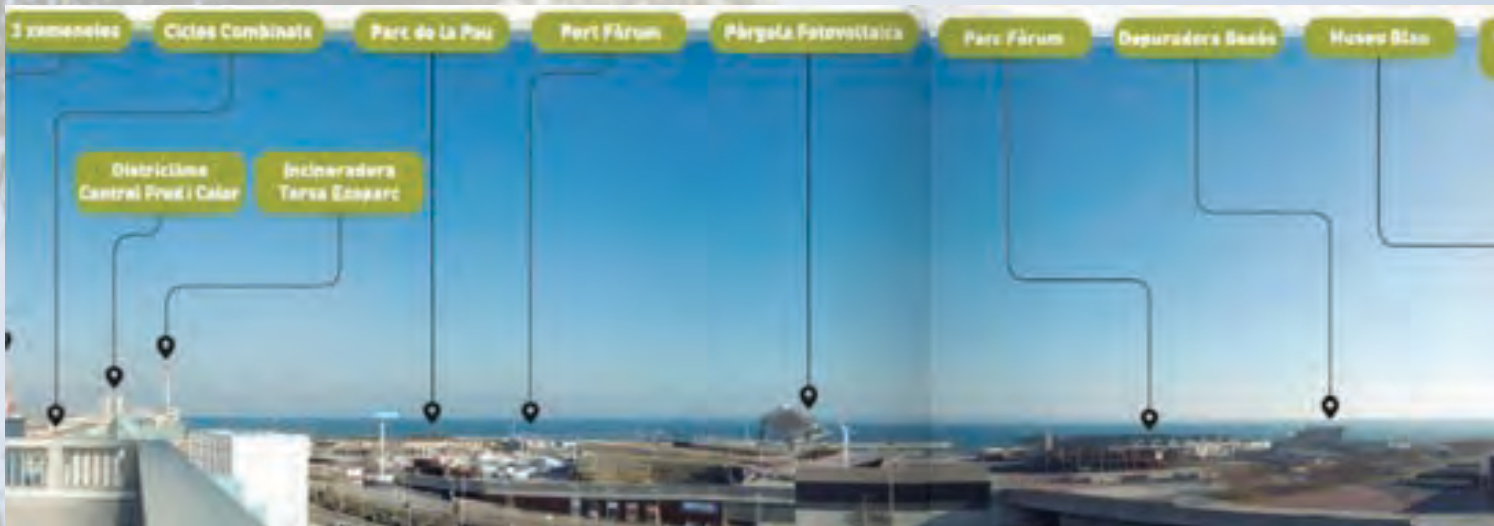 3 xemeneies
Cicles Combinats
Parc de la Pau
Port Fòrum
Pèrgola Fotovoltaica
Parc Fòrum
Depuradora Besòs
Museu Blau
Districlima
Central Fred i Calor
Incineradora
Tersa Ecoparc